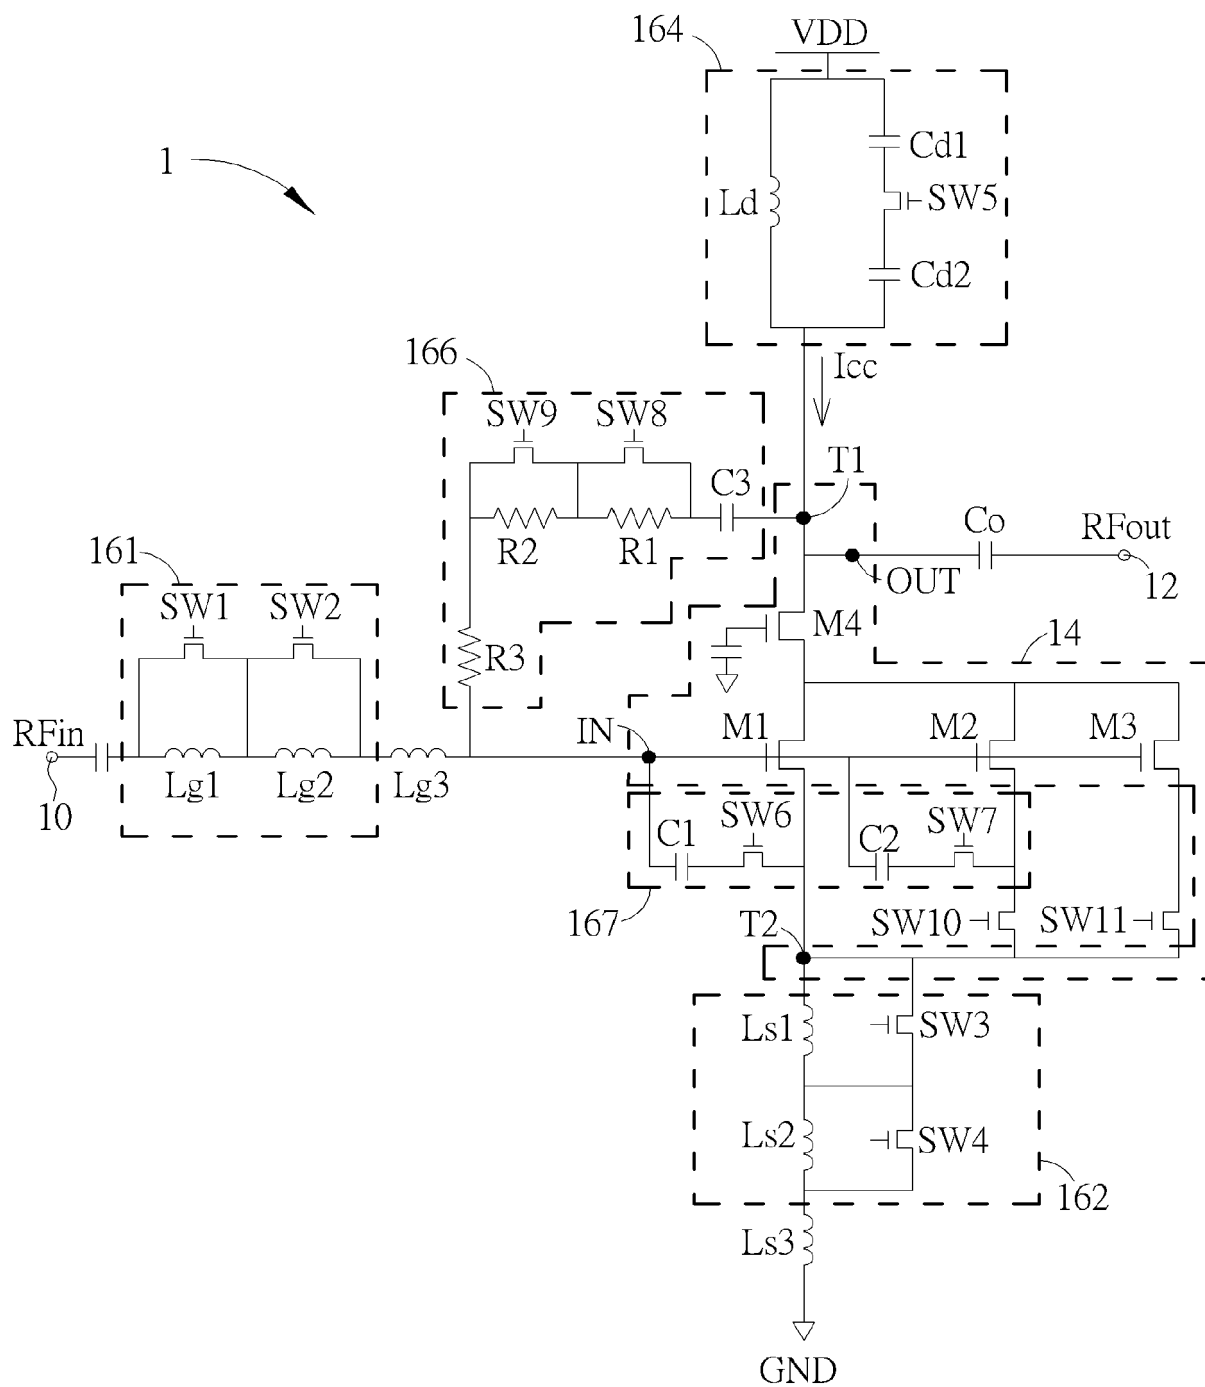 164
VDD
1
Cd1
Ld
SW5
Cd2
166
Icc
SW9
SW8
C3
T1
R2
R1
Co
RFout
161
OUT
12
SW1
SW2
M4
14
R3
RFin
IN
M1
M2
M3
Lg1
Lg2
Lg3
10
SW6
SW7
C1
C2
167
T2
SW10
SW11
Ls1
SW3
Ls2
SW4
162
Ls3
GND